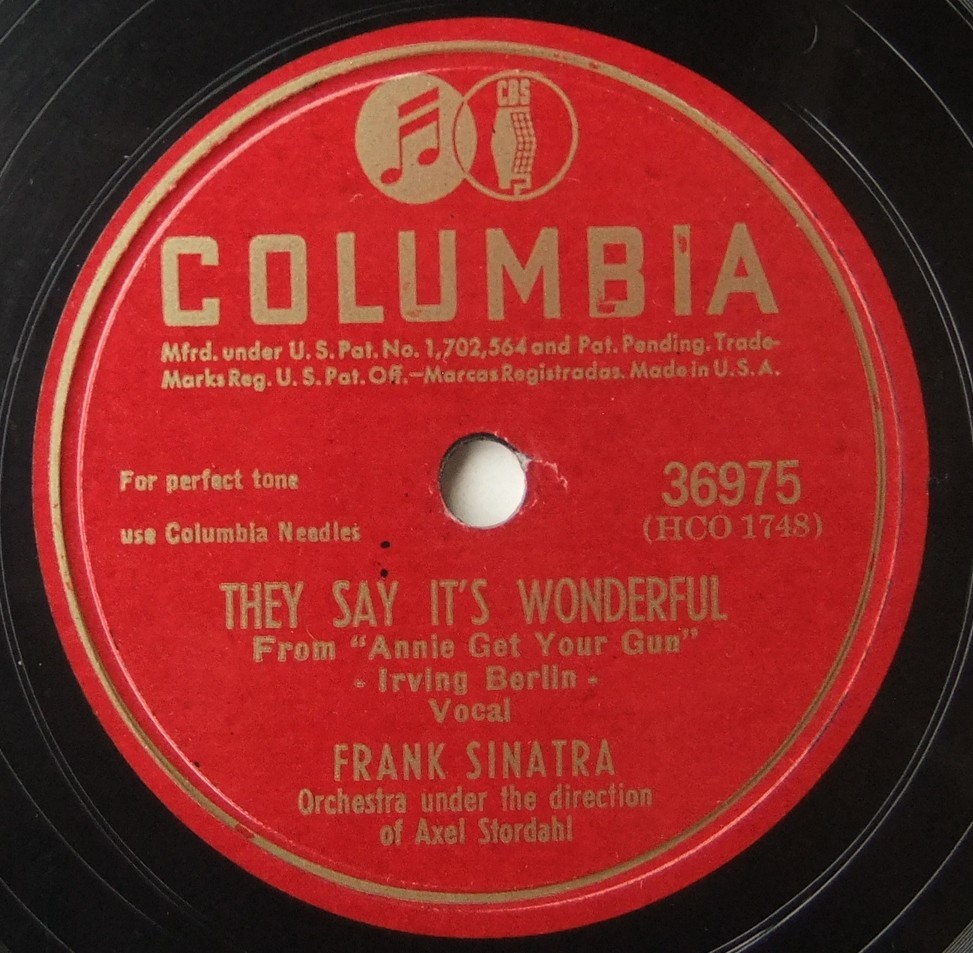 CBS
COLUMBIA
Mfrd. under U. S. Pat. No. 1,702,564 and Pat. Pending. Trade-
Marks Reg. U. S. Pat. Off.—Marcas Registradas. Made in U. S. A.
For perfect tone
use Columbia Needles
36975
(HCO 1748)
THEY SAY IT'S WONDERFUL
From "Annie Get Your Gun"
- Irving Berlin -
Vocal
FRANK SINATRA
Orchestra under the direction
of Axel Stordahl